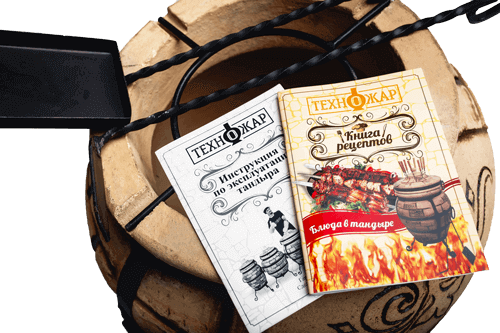 ТЕХНОЖАР
Инструкция
по эксплуатации
тандыра
ТЕХНОЖАР
Книга
рецептов
Блюда в тандыре